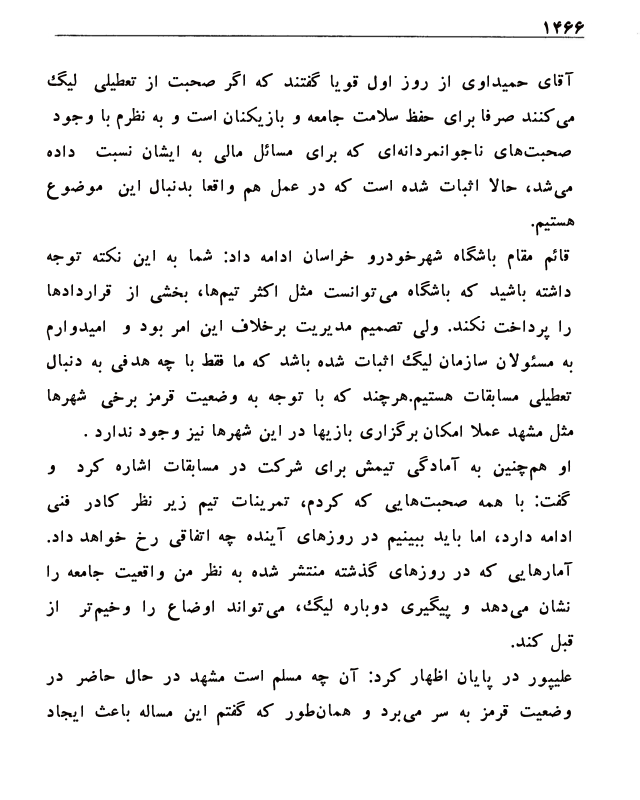 ۱۴۶۶
آقای حمیداوی از روز اول قویا گفتند که اگر صحبت از تعطیلی لیگ
می‌کنند صرفا برای حفظ سلامت جامعه و بازیکنان است و به نظرم با وجود
صحبت‌های ناجوانمردانه‌ای که برای مسائل مالی به ایشان نسبت داده
می‌شد، حالا اثبات شده است که در عمل هم واقعا بدنبال این موضوع
هستیم.
قائم مقام باشگاه شهرخودرو خراسان ادامه داد: شما به این نکته توجه
داشته باشید که باشگاه می‌توانست مثل اکثر تیم‌ها، بخشی از قراردادها
را پرداخت نکند. ولی تصمیم مدیریت برخلاف این امر بود و امیدوارم
به مسئولان سازمان لیگ اثبات شده باشد که ما فقط با چه هدفی به دنبال
تعطیلی مسابقات هستیم.هرچند که با توجه به وضعیت قرمز برخی شهرها
مثل مشهد عملا امکان برگزاری بازیها در این شهرها نیز وجود ندارد .
او هم‌چنین به آمادگی تیمش برای شرکت در مسابقات اشاره کرد و
گفت: با همه صحبت‌هایی که کردم، تمرینات تیم زیر نظر کادر فنی
ادامه دارد، اما باید ببینیم در روزهای آینده چه اتفاقی رخ خواهد داد.
آمارهایی که در روزهای گذشته منتشر شده به نظر من واقعیت جامعه را
نشان می‌دهد و پیگیری دوباره لیگ، می‌تواند اوضاع را وخیم‌تر از
قبل کند.
علیپور در پایان اظهار کرد: آن چه مسلم است مشهد در حال حاضر در
وضعیت قرمز به سر می‌برد و همان‌طور که گفتم این مساله باعث ایجاد